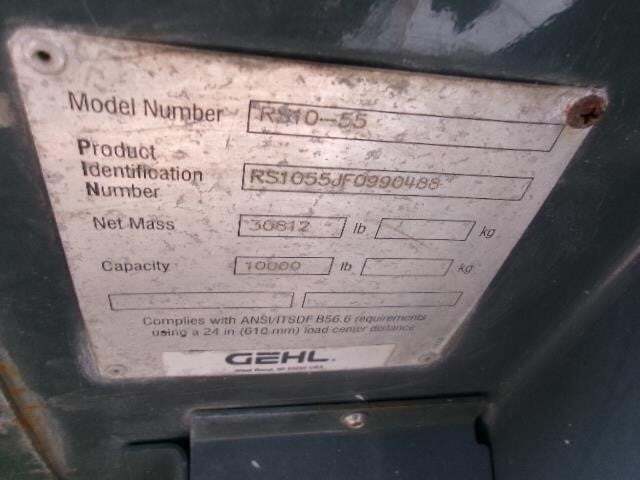 Model Number RS10-55
Product
Identification
Number RS1055JF0990488
Net Mass 30812 lb kg
Capacity 10000 lb kg
Complies with ANSI/ITSDF B56.6 requirements
using a 24 in (610 mm) load center distance
GEHL